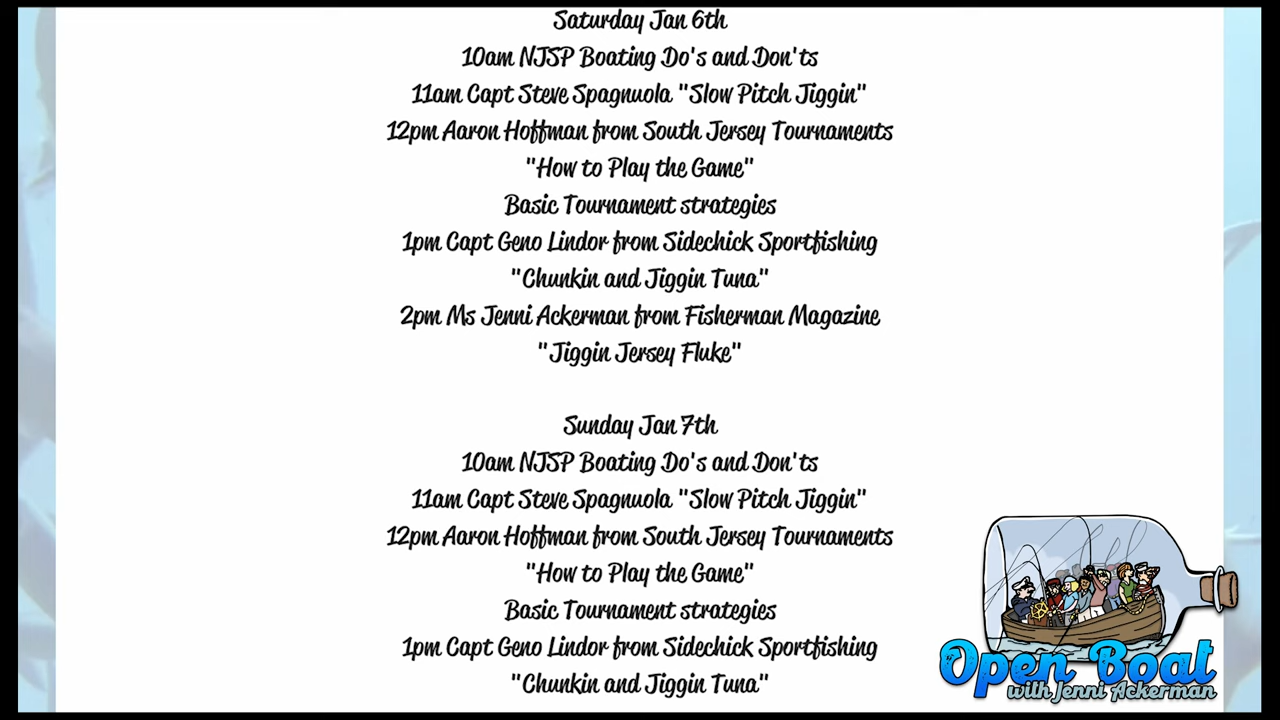 Saturday Jan 6th
10am NJSP Boating Do's and Don'ts
11am Capt Steve Spagnuola "Slow Pitch Jiggin"
12pm Aaron Hoffman from South Jersey Tournaments
"How to Play the Game"
Basic Tournament strategies
1pm Capt Geno Lindor from Sidechick Sportfishing
"Chunkin and Jiggin Tuna"
2pm Ms Jenni Ackerman from Fisherman Magazine
"Jiggin Jersey Fluke"
Sunday Jan 7th
10am NJSP Boating Do's and Don'ts
11am Capt Steve Spagnuola "Slow Pitch Jiggin"
12pm Aaron Hoffman from South Jersey Tournaments
"How to Play the Game"
Basic Tournament strategies
1pm Capt Geno Lindor from Sidechick Sportfishing
"Chunkin and Jiggin Tuna"
Open Boat
with Jenni Ackerman